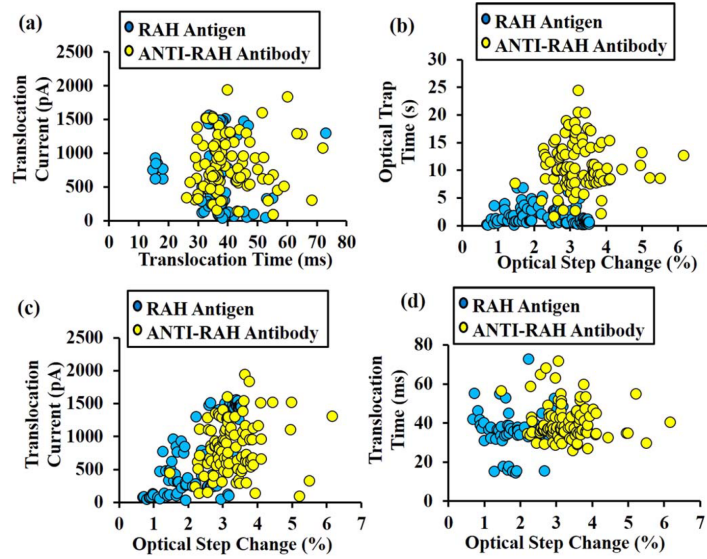 (a)
RAH Antigen
ANTI-RAH Antibody
2500
2000
1500
1000
500
0
Translocation
Current (pA)
0 10 20 30 40 50 60 70 80
Translocation Time (ms)
(b)
RAH Antigen
ANTI-RAH Antibody
30
25
20
15
10
5
0
Optical Trap
Time (s)
0 1 2 3 4 5 6 7
Optical Step Change (%)
(c)
RAH Antigen
ANTI-RAH Antibody
2500
2000
1500
1000
500
0
Translocation
Current (pA)
0 1 2 3 4 5 6 7
Optical Step Change (%)
(d)
RAH Antigen
ANTI-RAH Antibody
80
60
40
20
0
Translocation
Time (ms)
0 1 2 3 4 5 6 7
Optical Step Change (%)